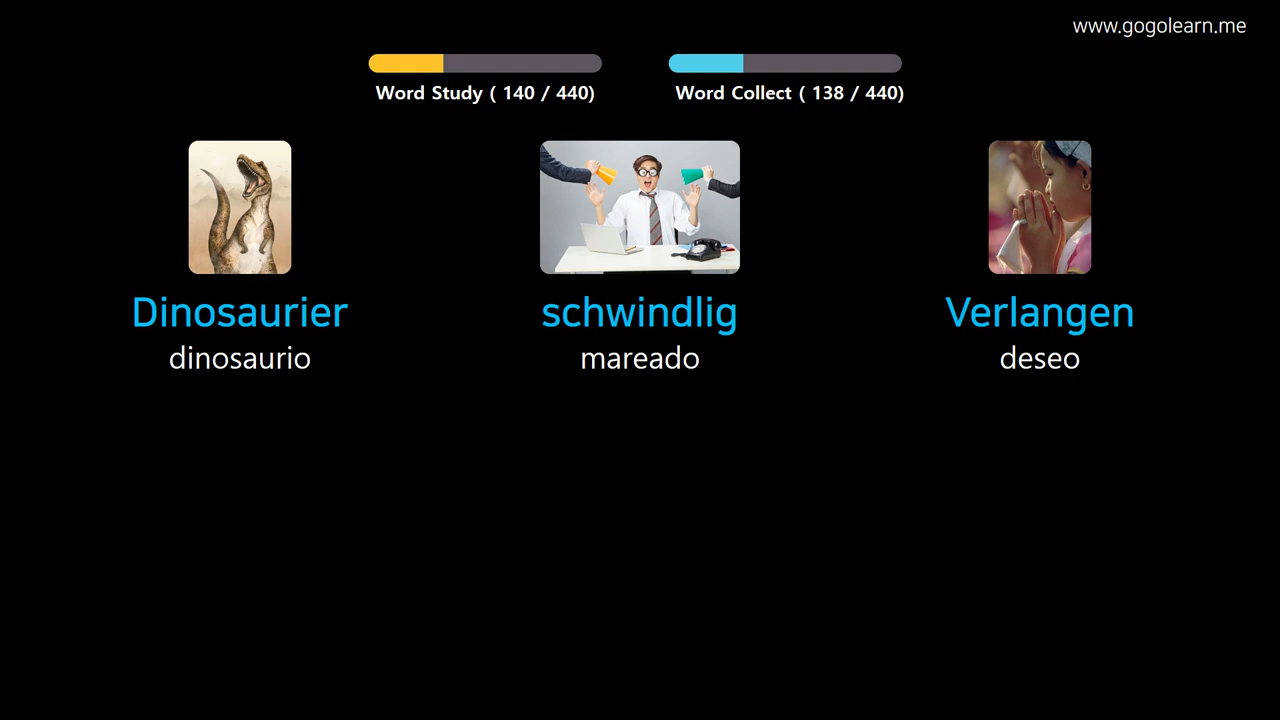 www.gogolearn.me
Word Study ( 140 / 440)
Word Collect ( 138 / 440)
Dinosaurier
dinosaurio
schwindlig
mareado
Verlangen
deseo